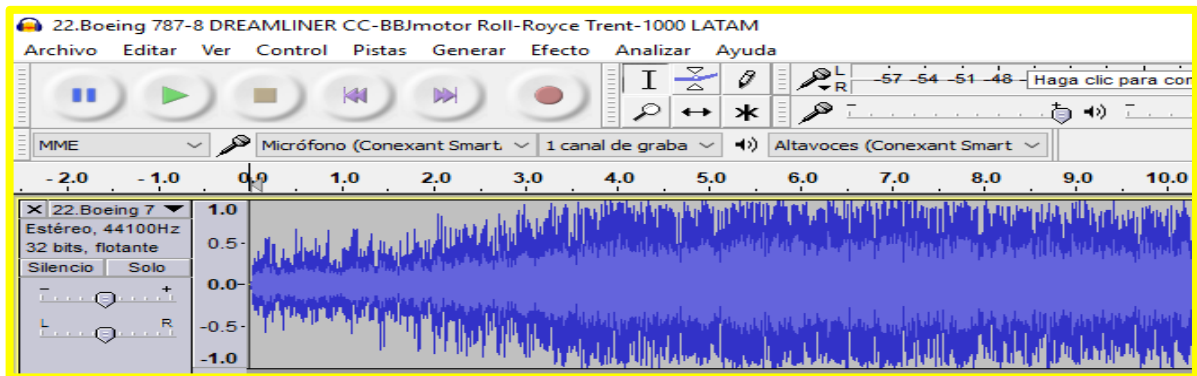 22.Boeing 787-8 DREAMLINER CC-BBJmotor Roll-Royce Trent-1000 LATAM
Archivo Editar Ver Control Pistas Generar Efecto Analizar Ayuda
L
R
-57 -54 -51 -48 - Haga clic para cor
MME Micrófono (Conexant Smart. 1 canal de graba Altavoces (Conexant Smart
- 2.0 - 1.0 0.0 1.0 2.0 3.0 4.0 5.0 6.0 7.0 8.0 9.0 10.0
22.Boeing 7 1.0
Estéreo, 44100Hz
32 bits, flotante 0.5-
Silencio Solo
- + 0.0-
L R -0.5-
-1.0